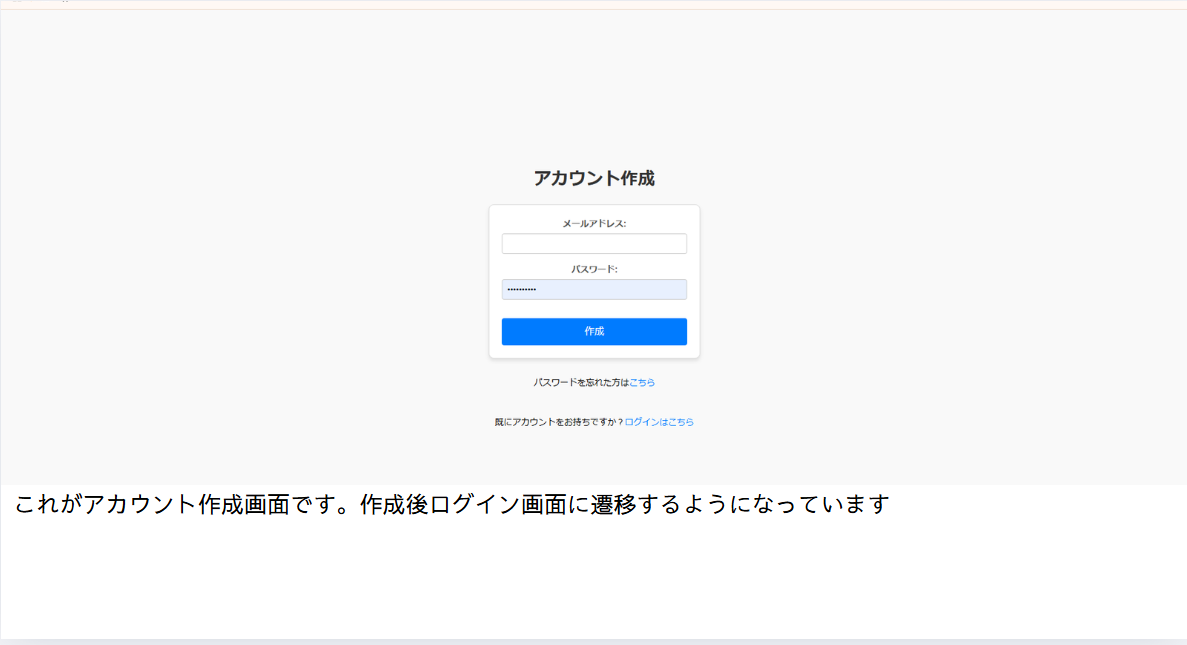 アカウント作成
メールアドレス:
パスワード:
••••••••••
作成
パスワードを忘れた方はこちら
既にアカウントをお持ちですか？ログインはこちら
これがアカウント作成画面です。作成後ログイン画面に遷移するようになっています